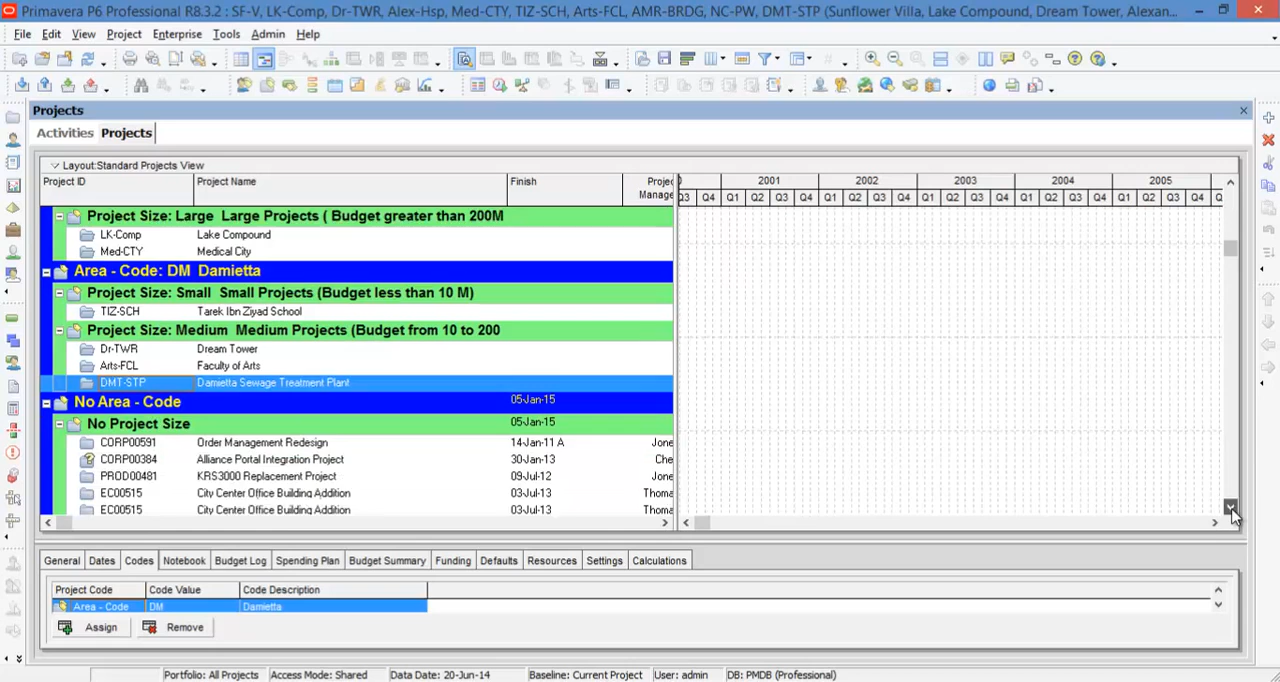 Primavera P6 Professional R8.3.2 : SF-V, LK-Comp, Dr-TWR, Alex-Hsp, Med-CTY, TIZ-SCH, Arts-FCL, AMR-BRDG, NC-PW, DMT-STP (Sunflower Villa, Lake Compound, Dream Tower, Alexan...
File Edit View Project Enterprise Tools Admin Help
Projects
Activities Projects
Layout:Standard Projects View
Project ID Project Name Finish Projec Manage
2001 2002 2003 2004 2005
Q3 Q4 Q1 Q2 Q3 Q4 Q1 Q2 Q3 Q4 Q1 Q2 Q3 Q4 Q1 Q2 Q3 Q4 Q1 Q2 Q3 Q4 Q
Project Size: Large Large Projects ( Budget greater than 200M
LK-Comp Lake Compound
Med-CTY Medical City
Area - Code: DM Damietta
Project Size: Small Small Projects (Budget less than 10 M)
TIZ-SCH Tarek Ibn Ziyad School
Project Size: Medium Medium Projects (Budget from 10 to 200
Dr-TWR Dream Tower
Arts-FCL Faculty of Arts
DMT-STP Damietta Sewage Treatment Plant
No Area - Code 05-Jan-15
No Project Size 05-Jan-15
CORP00591 Order Management Redesign 14-Jan-11 A Jone
CORP00384 Alliance Portal Integration Project 30-Jan-13 Che
PROD00481 KRS3000 Replacement Project 09-Jul-12 Jone
EC00515 City Center Office Building Addition 03-Jul-13 Thoma
EC00515 City Center Office Building Addition 03-Jul-13 Thoma
General Dates Codes Notebook Budget Log Spending Plan Budget Summary Funding Defaults Resources Settings Calculations
Project Code Code Value Code Description
Area - Code DM Damietta
Assign Remove
Portfolio: All Projects Access Mode: Shared Data Date: 20-Jun-14 Baseline: Current Project User: admin DB: PMDB (Professional)